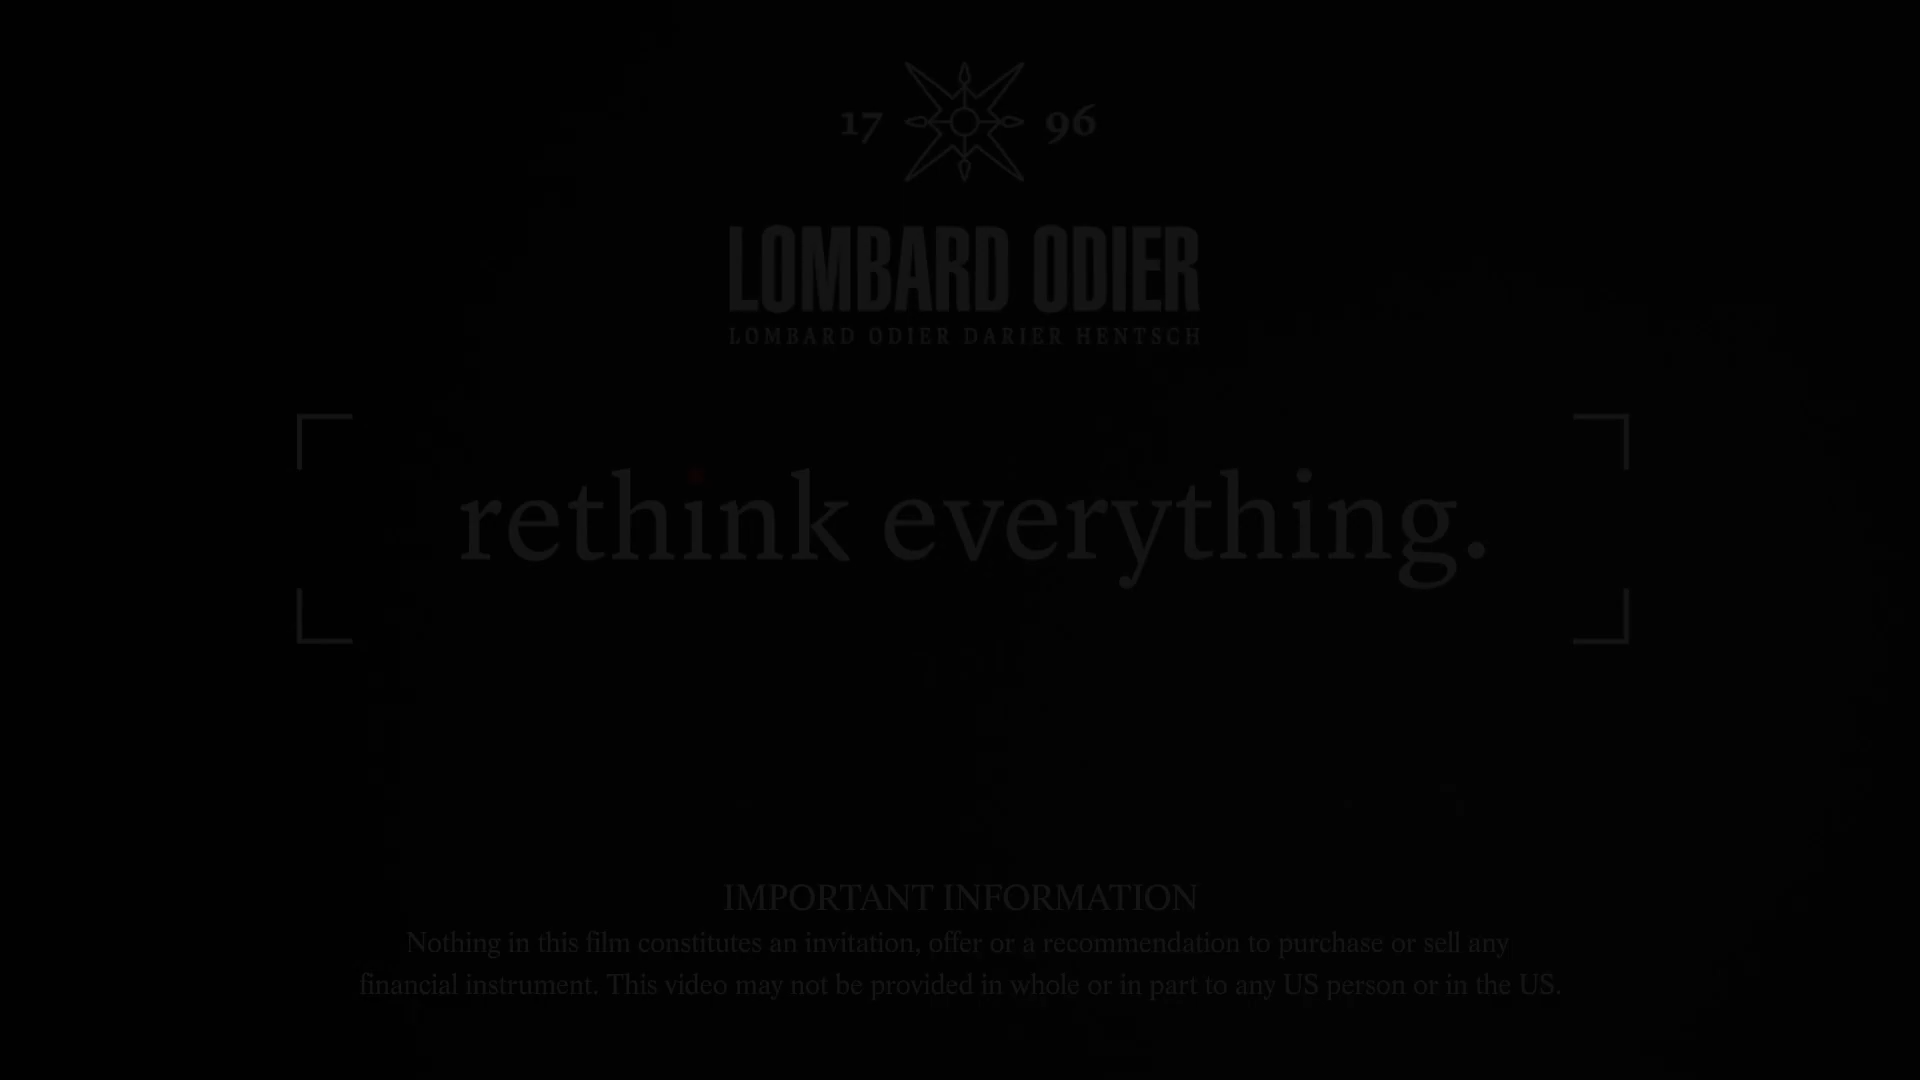 17 96
LOMBARD ODIER
LOMBARD ODIER DARIER HENTSCH
rethink everything.
IMPORTANT INFORMATION
Nothing in this film constitutes an invitation, offer or a recommendation to purchase or sell any
financial instrument. This video may not be provided in whole or in part to any US person or in the US.